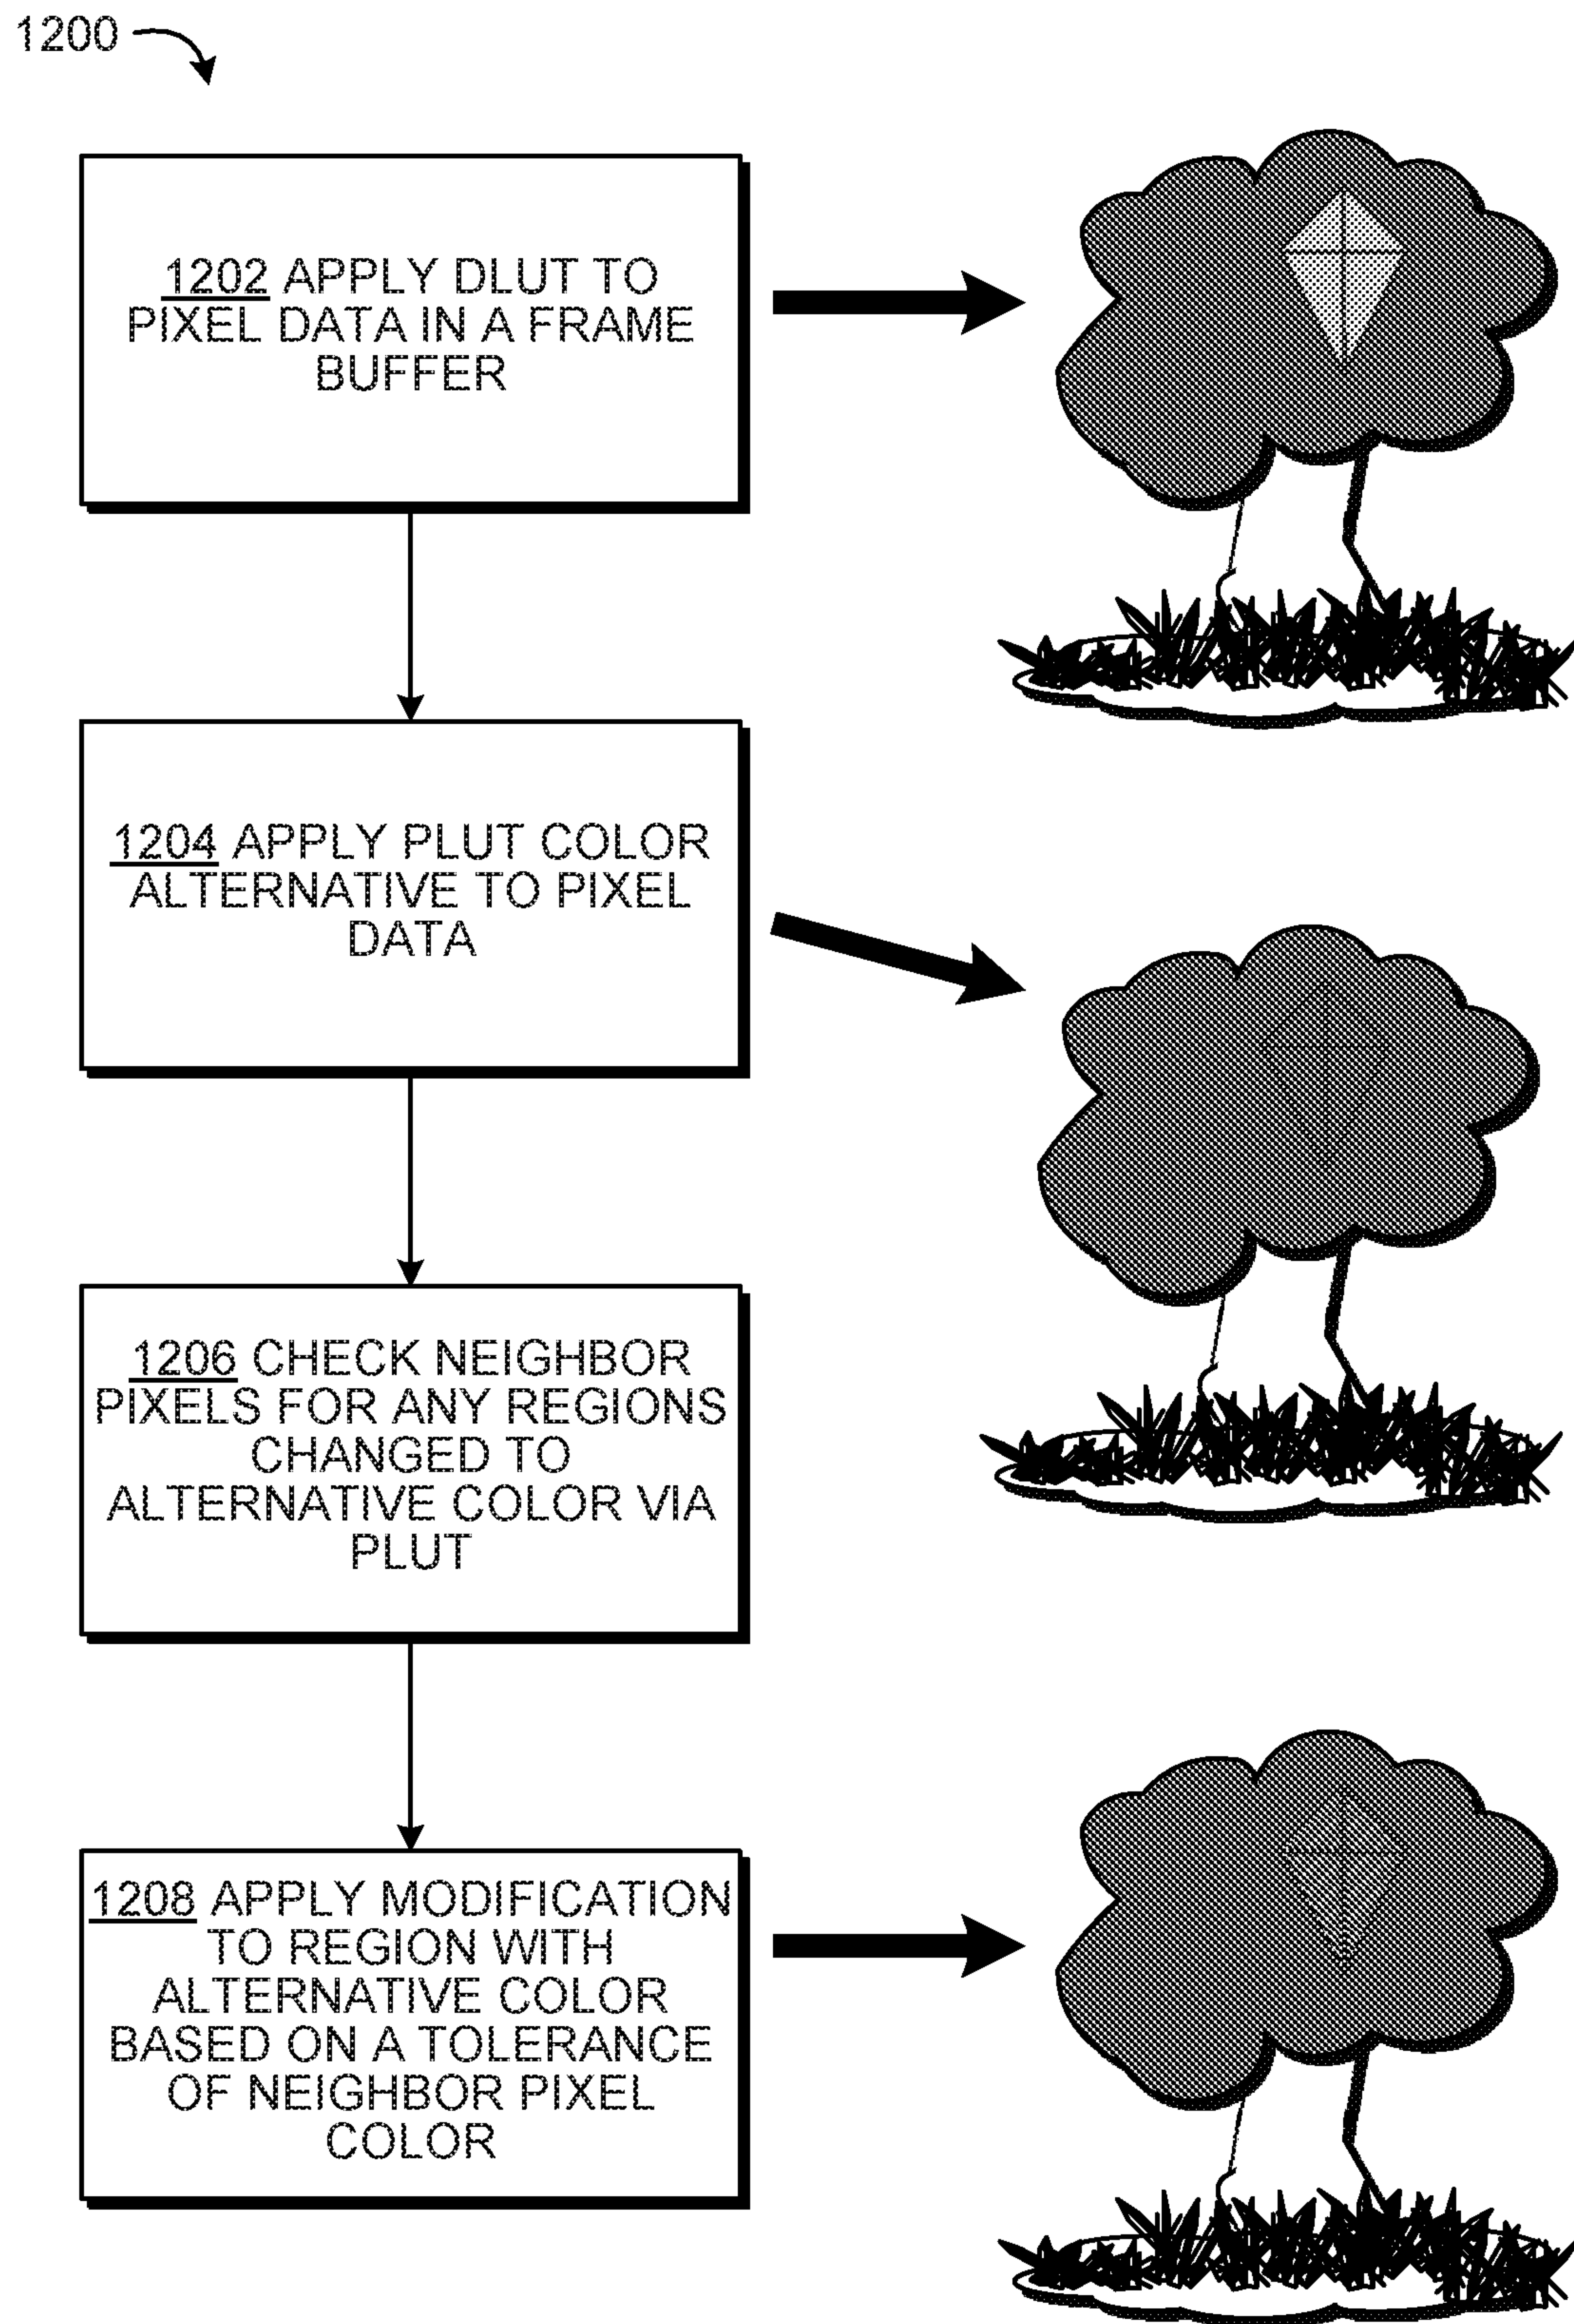 1200
1202 APPLY DLUT TO
PIXEL DATA IN A FRAME
BUFFER
1204 APPLY PLUT COLOR
ALTERNATIVE TO PIXEL
DATA
1206 CHECK NEIGHBOR
PIXELS FOR ANY REGIONS
CHANGED TO
ALTERNATIVE COLOR VIA
PLUT
1208 APPLY MODIFICATION
TO REGION WITH
ALTERNATIVE COLOR
BASED ON A TOLERANCE
OF NEIGHBOR PIXEL
COLOR